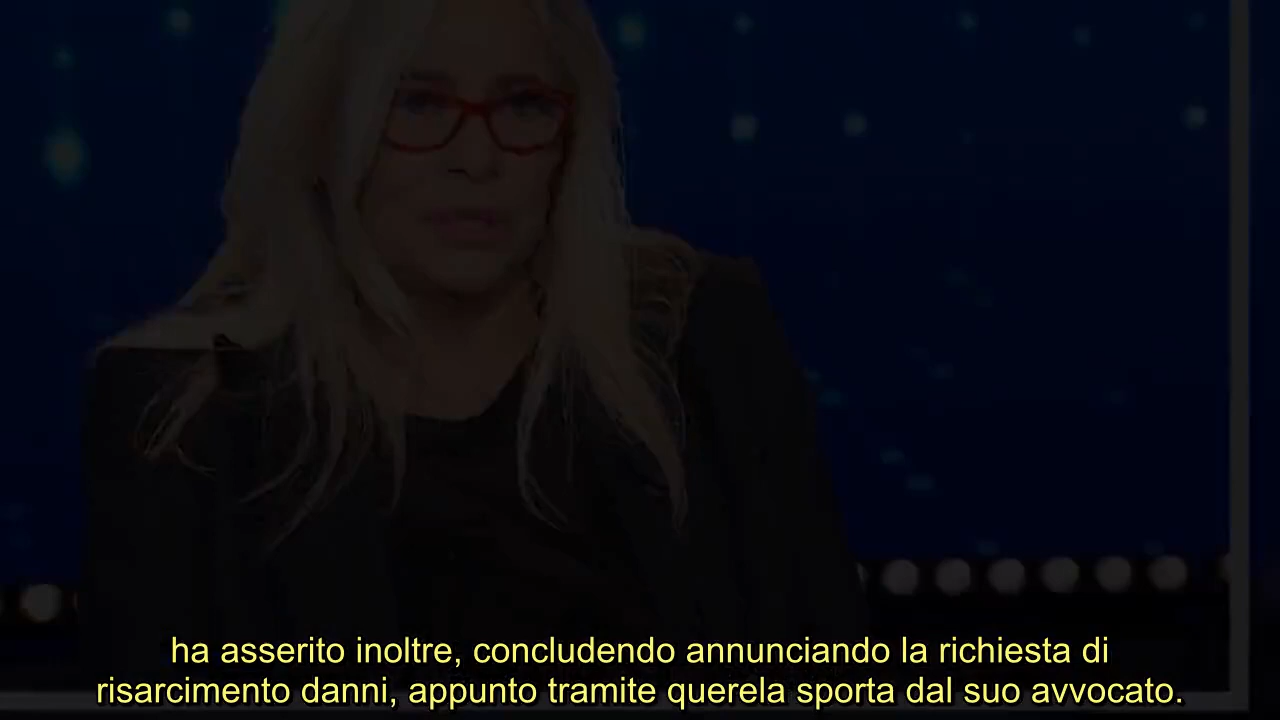 ha asserito inoltre, concludendo annunciando la richiesta di
risarcimento danni, appunto tramite querela sporta dal suo avvocato.